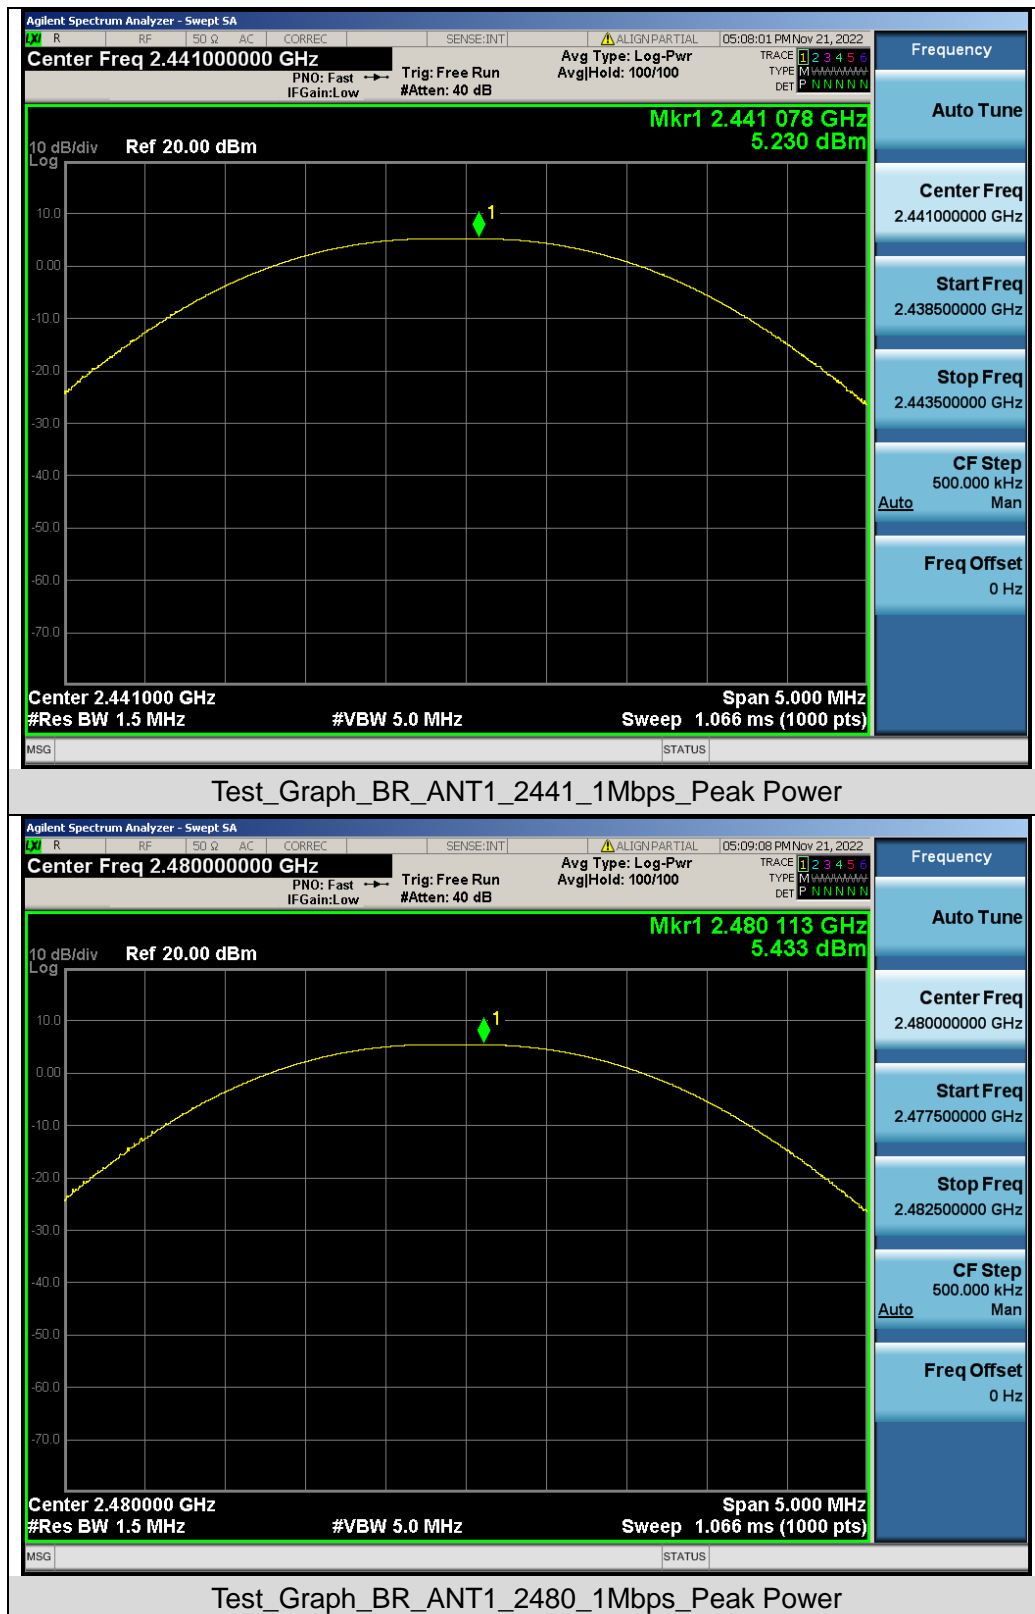 Agilent Spectrum Analyzer - Swept SA
LXI R RF 50 Ω AC CORREC SENSE:INT ALIGN PARTIAL 05:08:01 PM Nov 21, 2022
Center Freq 2.441000000 GHz
PNO: Fast
IFGain:Low
Trig: Free Run
#Atten: 40 dB
Avg Type: Log-Pwr
Avg|Hold: 100/100
TRACE 1 2 3 4 5 6
TYPE M WWWWW
DET P N N N N N
Frequency
Auto Tune
Center Freq
2.441000000 GHz
Start Freq
2.438500000 GHz
Stop Freq
2.443500000 GHz
CF Step
500.000 kHz
Auto Man
Freq Offset
0 Hz
Mkr1 2.441 078 GHz
5.230 dBm
10 dB/div Ref 20.00 dBm
Log
1
10.0
0.00
-10.0
-20.0
-30.0
-40.0
-50.0
-60.0
-70.0
Center 2.441000 GHz Span 5.000 MHz
#Res BW 1.5 MHz #VBW 5.0 MHz Sweep 1.066 ms (1000 pts)
MSG STATUS
Test_Graph_BR_ANT1_2441_1Mbps_Peak Power
Agilent Spectrum Analyzer - Swept SA
LXI R RF 50 Ω AC CORREC SENSE:INT ALIGN PARTIAL 05:09:08 PM Nov 21, 2022
Center Freq 2.480000000 GHz
PNO: Fast
IFGain:Low
Trig: Free Run
#Atten: 40 dB
Avg Type: Log-Pwr
Avg|Hold: 100/100
TRACE 1 2 3 4 5 6
TYPE M WWWWW
DET P N N N N N
Frequency
Auto Tune
Center Freq
2.480000000 GHz
Start Freq
2.477500000 GHz
Stop Freq
2.482500000 GHz
CF Step
500.000 kHz
Auto Man
Freq Offset
0 Hz
Mkr1 2.480 113 GHz
5.433 dBm
10 dB/div Ref 20.00 dBm
Log
1
10.0
0.00
-10.0
-20.0
-30.0
-40.0
-50.0
-60.0
-70.0
Center 2.480000 GHz Span 5.000 MHz
#Res BW 1.5 MHz #VBW 5.0 MHz Sweep 1.066 ms (1000 pts)
MSG STATUS
Test_Graph_BR_ANT1_2480_1Mbps_Peak Power